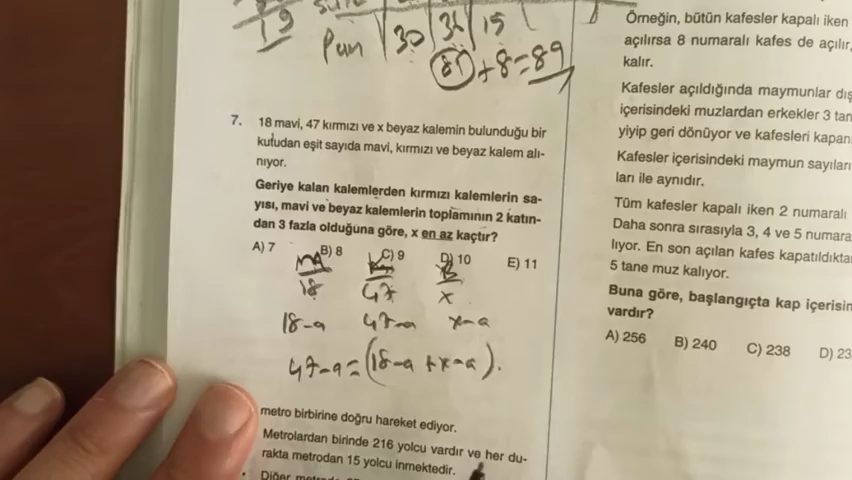 19
Pan 30 36 15
81 +8=89
7. 18 mavi, 47 kırmızı ve x beyaz kalemin bulunduğu bir
kutudan eşit sayıda mavi, kırmızı ve beyaz kalem alı-
nıyor.
Geriye kalan kalemlerden kırmızı kalemlerin sa-
yısı, mavi ve beyaz kalemlerin toplamının 2 katın-
dan 3 fazla olduğuna göre, x en az kaçtır?
A) 7 B) 8 C) 9 D) 10 E) 11
18 47 x
18-a 47-a x-a
47-a=(18-a+x-a).
metro birbirine doğru hareket ediyor.
Metrolardan birinde 216 yolcu vardır ve her du-
rakta metrodan 15 yolcu inmektedir.
• Diğer
Örneğin, bütün kafesler kapalı iken
açılırsa 8 numaralı kafes de açılır,
kalır.
Kafesler açıldığında maymunlar dış
içerisindeki muzlardan erkekler 3 tan
yiyip geri dönüyor ve kafesleri kapan
Kafesler içerisindeki maymun sayıları
ları ile aynıdır.
Tüm kafesler kapalı iken 2 numaralı
Daha sonra sırasıyla 3, 4 ve 5 numara
lıyor. En son açılan kafes kapatıldıkta
5 tane muz kalıyor.
Buna göre, başlangıçta kap içerisin
vardır?
A) 256 B) 240 C) 238 D) 23